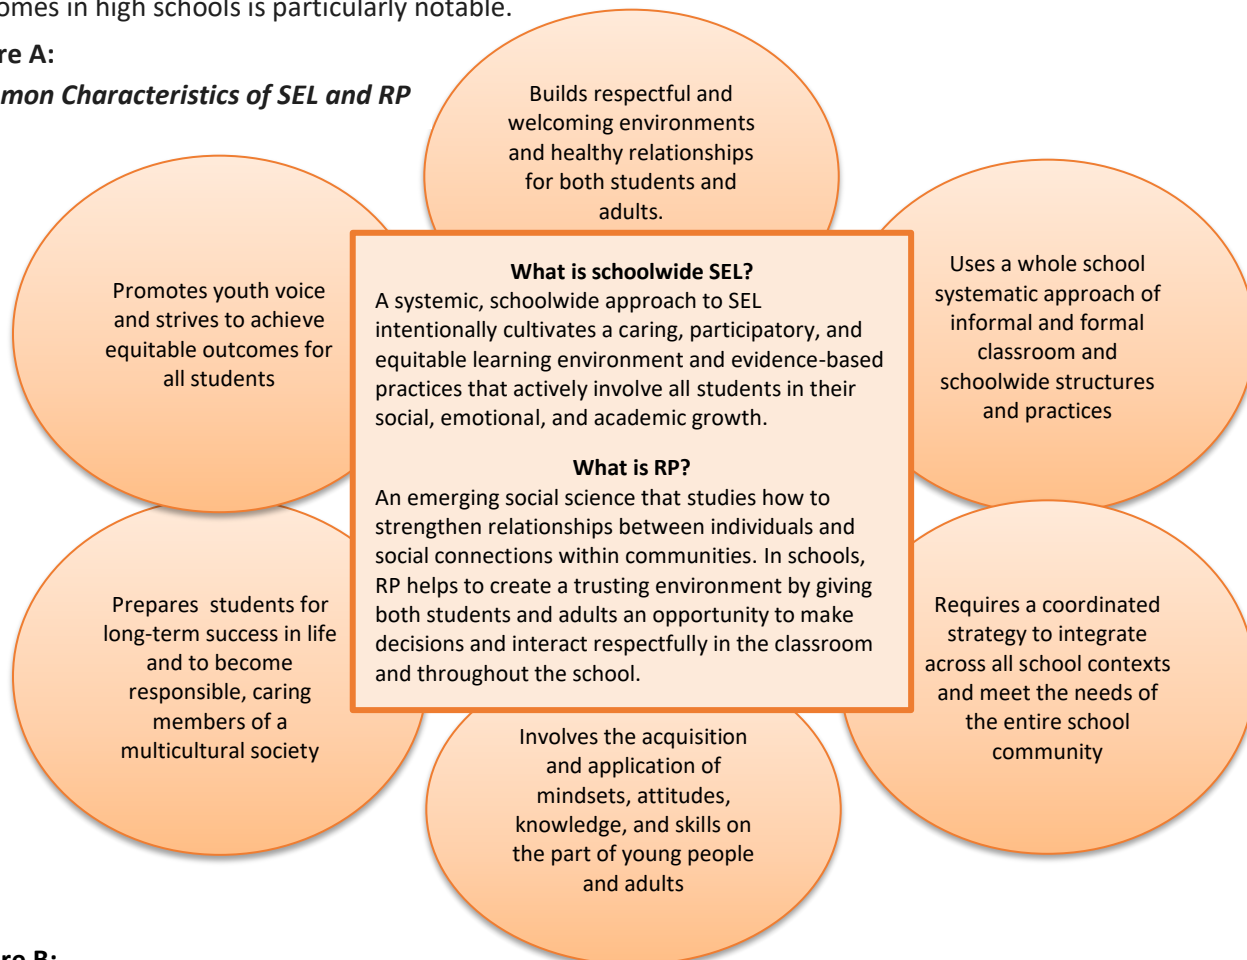 omes in high schools is particularly notable.
re A:
mon Characteristics of SEL and RP
Builds respectful and
welcoming environments
and healthy relationships
for both students and
adults.
Promotes youth voice
and strives to achieve
equitable outcomes for
all students
What is schoolwide SEL?
A systemic, schoolwide approach to SEL
intentionally cultivates a caring, participatory, and
equitable learning environment and evidence-based
practices that actively involve all students in their
social, emotional, and academic growth.
What is RP?
An emerging social science that studies how to
strengthen relationships between individuals and
social connections within communities. In schools,
RP helps to create a trusting environment by giving
both students and adults an opportunity to make
decisions and interact respectfully in the classroom
and throughout the school.
Uses a whole school
systematic approach of
informal and formal
classroom and
schoolwide structures
and practices
Prepares students for
long-term success in life
and to become
responsible, caring
members of a
multicultural society
Requires a coordinated
strategy to integrate
across all school contexts
and meet the needs of
the entire school
community
Involves the acquisition
and application of
mindsets, attitudes,
knowledge, and skills on
the part of young people
and adults
re B: